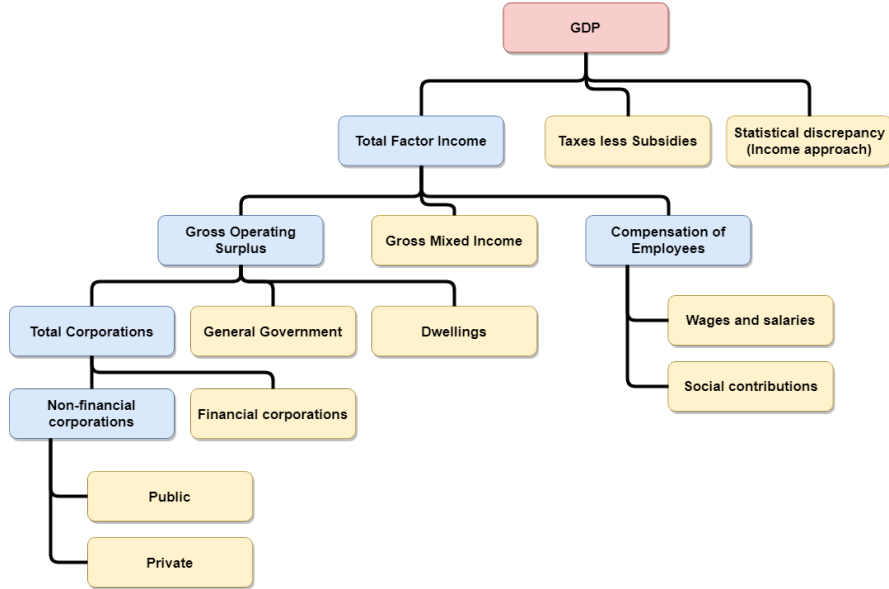 GDP
Total Factor Income
Taxes less Subsidies
Statistical discrepancy
(Income approach)
Gross Operating
Surplus
Gross Mixed Income
Compensation of
Employees
Total Corporations
General Government
Dwellings
Wages and salaries
Non-financial
corporations
Financial corporations
Social contributions
Public
Private